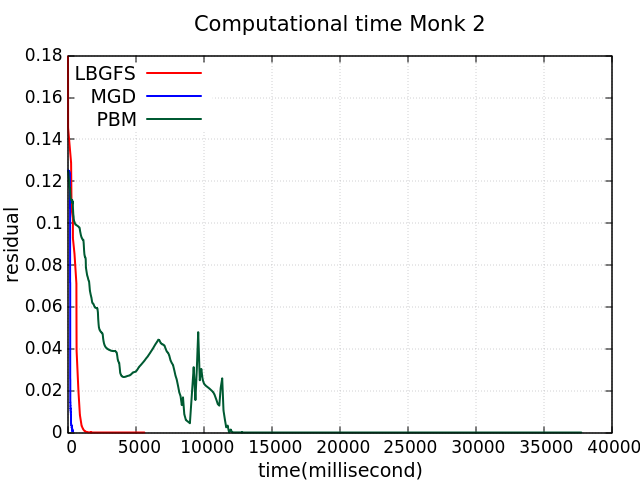 Computational time Monk 2
0.18
0.16
0.14
0.12
0.1
0.08
0.06
0.04
0.02
0
residual
LBGFS
MGD
PBM
0 5000 10000 15000 20000 25000 30000 35000 40000
time(millisecond)